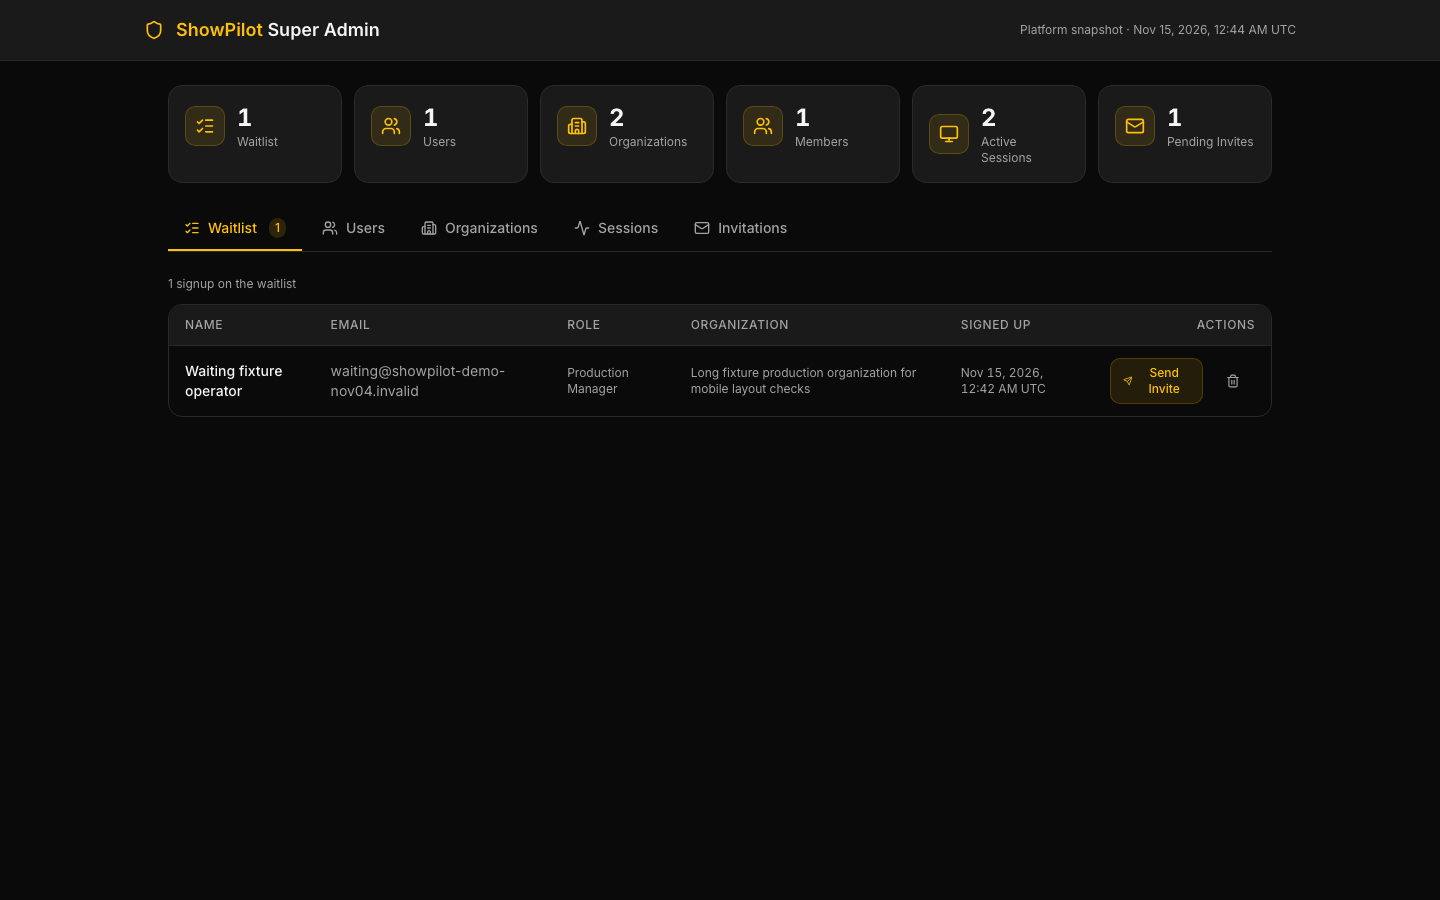 ShowPilot Super Admin
Platform snapshot · Nov 15, 2026, 12:44 AM UTC
1
Waitlist
1
Users
2
Organizations
1
Members
2
Active
Sessions
1
Pending Invites
Waitlist 1
Users
Organizations
Sessions
Invitations
1 signup on the waitlist
NAME EMAIL ROLE ORGANIZATION SIGNED UP ACTIONS
Waiting fixture
operator
waiting@showpilot-demo-
nov04.invalid
Production
Manager
Long fixture production organization for
mobile layout checks
Nov 15, 2026,
12:42 AM UTC
Send
Invite